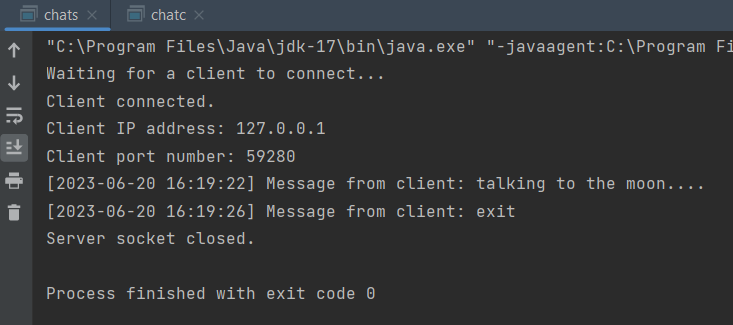 chats
chatc
"C:\Program Files\Java\jdk-17\bin\java.exe" "-javaagent:C:\Program Fi
Waiting for a client to connect...
Client connected.
Client IP address: 127.0.0.1
Client port number: 59280
[2023-06-20 16:19:22] Message from client: talking to the moon....
[2023-06-20 16:19:26] Message from client: exit
Server socket closed.
Process finished with exit code 0